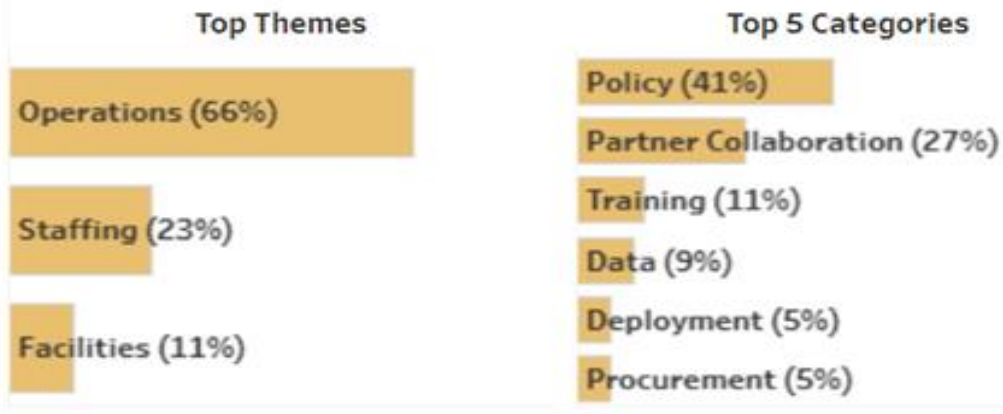 Top Themes
Operations (66%)
Staffing (23%)
Facilities (11%)
Top 5 Categories
Policy (41%)
Partner Collaboration (27%)
Training (11%)
Data (9%)
Deployment (5%)
Procurement (5%)